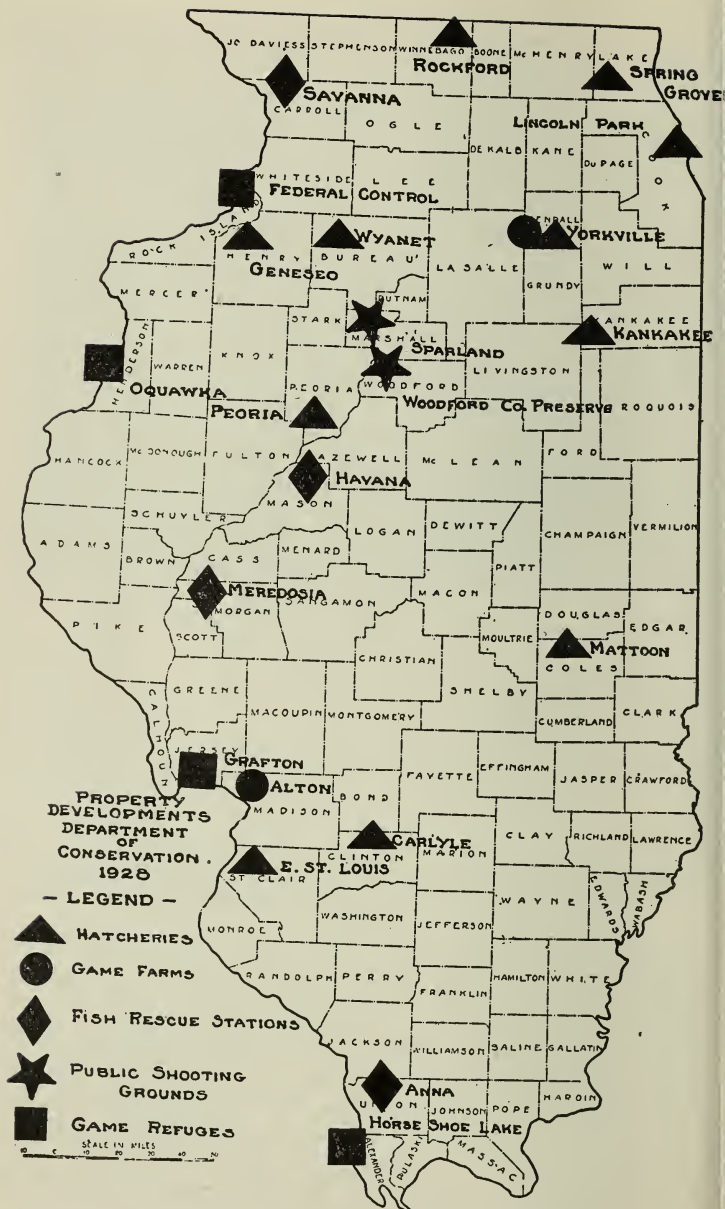 JO DAVIESS STEPHENSON WINNEBAGO BOONE McHENRY LAKE
ROCKFORD
SPRING
GROVE
SAVANNA
CARROLL
OGLE
LINCOLN PARK
DE KALB KANE
DU PAGE
COOK
WHITESIDE
LEE
FEDERAL CONTROL
ROCK ISLAND
KENDALL
WYANET
YORKVILLE
HENRY BUREAU
GENESEO
LA SALLE
WILL
GRUNDY
MERCER
PUTNAM
STARK
MARSHALL
KANKAKEE
KANKAKEE
SPARLAND
HENDERSON
WARREN
KNOX
LIVINGSTON
OQUAWKA
PEORIA
WOODFORD
WOODFORD CO. PRESERVE
PEORIA
IROQUOIS
HANCOCK
McDONOUGH
FULTON
TAZEWELL
McLEAN
FORD
HAVANA
MASON
SCHUYLER
LOGAN
DEWITT
CHAMPAIGN
VERMILION
ADAMS
BROWN
CASS
MENARD
PIATT
MEREDOSIA
MORGAN
SANGAMON
MACON
DOUGLAS
EDGAR
PIKE
SCOTT
MOULTRIE
MATTOON
COLES
CHRISTIAN
SHELBY
GREENE
CALHOUN
MACOUPIN MONTGOMERY
CUMBERLAND
CLARK
JERSEY
GRAFTON
ALTON
MADISON
BOND
FAYETTE
EFFINGHAM
JASPER
CRAWFORD
PROPERTY
DEVELOPMENTS
DEPARTMENT
OF
CONSERVATION.
1928
CARLYLE
CLINTON
MARION
CLAY
RICHLAND
LAWRENCE
E. ST. LOUIS
ST CLAIR
WAYNE
EDWARDS
WABASH
WASHINGTON
JEFFERSON
MONROE
RANDOLPH
PERRY
HAMILTON
WHITE
FRANKLIN
JACKSON
WILLIAMSON
SALINE
GALLATIN
ANNA
UNION
JOHNSON
POPE
HARDIN
HORSE SHOE LAKE
ALEXANDER
PULASKI
MASSAC
- LEGEND -
HATCHERIES
GAME FARMS
FISH RESCUE STATIONS
PUBLIC SHOOTING
GROUNDS
GAME REFUGES
SCALE IN MILES